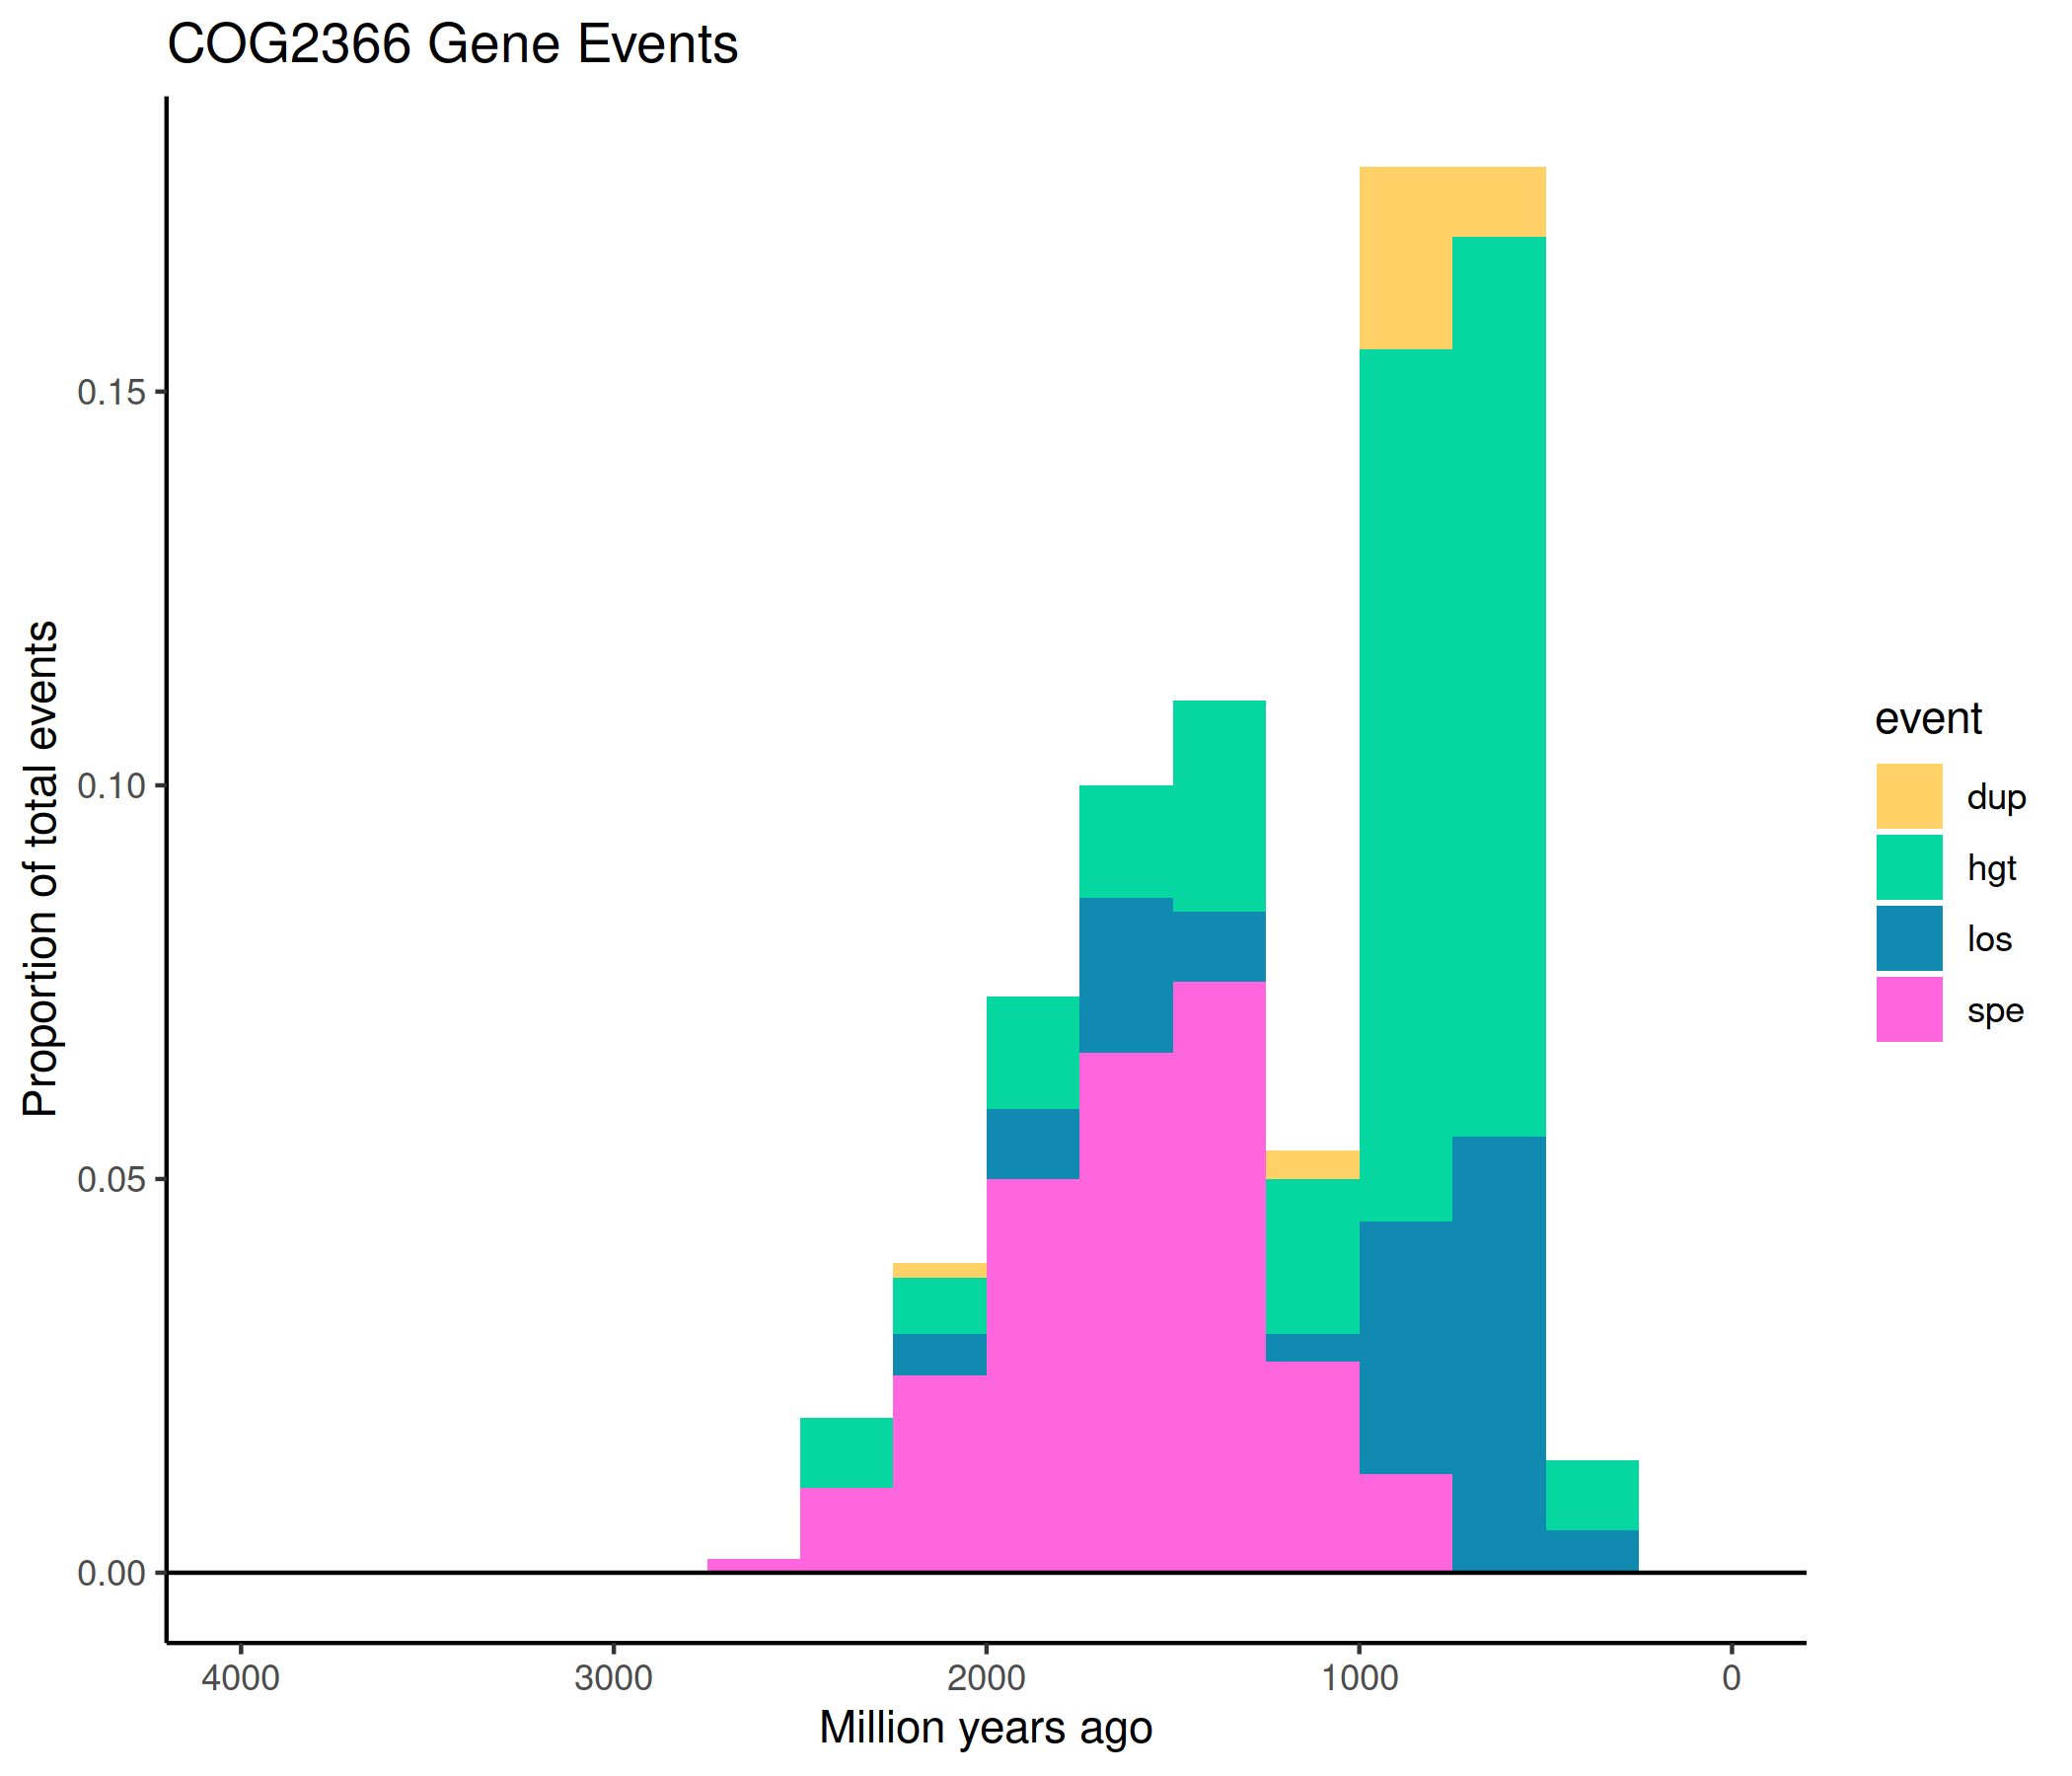 COG2366 Gene Events
Proportion of total events
0.15
0.10
0.05
0.00
4000 3000 2000 1000 0
Million years ago
event
dup
hgt
los
spe